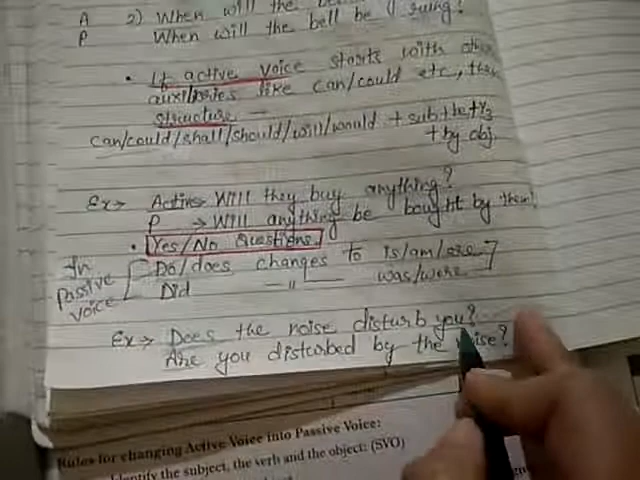 A 2) When will the
P When will the bell be rung?
• If active voice starts with other
auxiliaries like can/could etc, then
structure —
can/could/shall/should/will/would + sub + be + V3
+ by obj
Ex→ Active→ Will they buy anything?
P → Will anything be bought by them?
• Yes/No Questions
In Passive Voice
Do/does changes to is/am/are
Did — " — was/were
Ex→ Does the noise disturb you?
Are you disturbed by the noise?
Rules for changing Active Voice into Passive Voice:
Identify the subject, the verb and the object: (SVO)